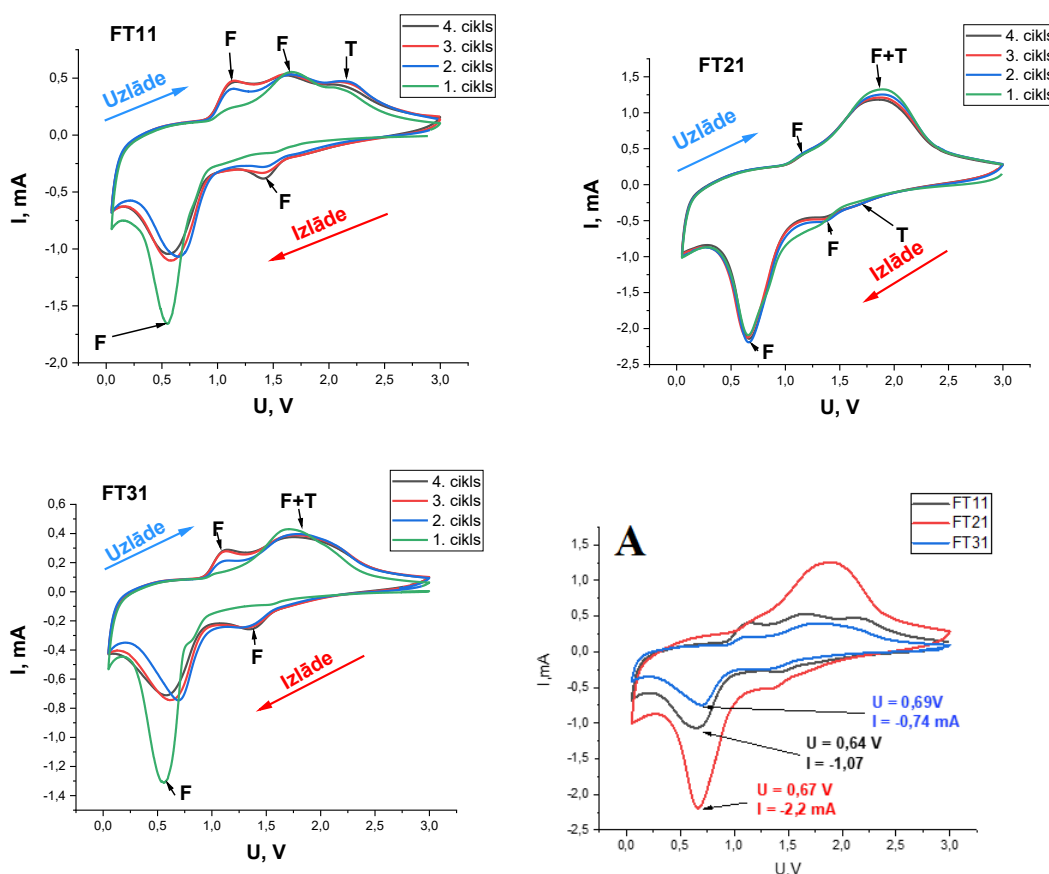 FT11
4. cikls
3. cikls
2. cikls
1. cikls
F
F
T
Uzlāde
Izlāde
F
F
I, mA
0,5
0,0
-0,5
-1,0
-1,5
-2,0
0,0 0,5 1,0 1,5 2,0 2,5 3,0
U, V
FT21
4. cikls
3. cikls
2. cikls
1. cikls
F+T
F
Uzlāde
T
F
Izlāde
F
I, mA
1,5
1,0
0,5
0,0
-0,5
-1,0
-1,5
-2,0
-2,5
0,0 0,5 1,0 1,5 2,0 2,5 3,0
U, V
FT31
4. cikls
3. cikls
2. cikls
1. cikls
F+T
F
Uzlāde
F
Izlāde
F
I, mA
0,6
0,4
0,2
0,0
-0,2
-0,4
-0,6
-0,8
-1,0
-1,2
-1,4
0,0 0,5 1,0 1,5 2,0 2,5 3,0
U, V
A
FT11
FT21
FT31
I,mA
1,5
1,0
0,5
0,0
-0,5
-1,0
-1,5
-2,0
-2,5
U = 0,69V
I = -0,74 mA
U = 0,64 V
I = -1,07
U = 0,67 V
I = -2,2 mA
0,0 0,5 1,0 1,5 2,0 2,5 3,0
U,V